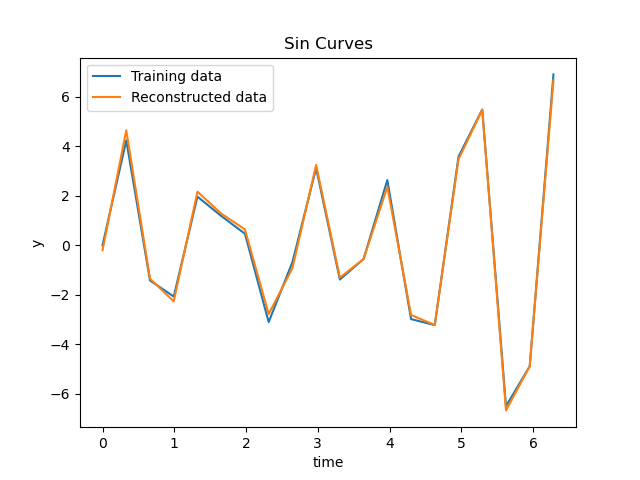 Sin Curves
Training data
Reconstructed data
6
4
2
0
−2
−4
−6
y
0 1 2 3 4 5 6
time